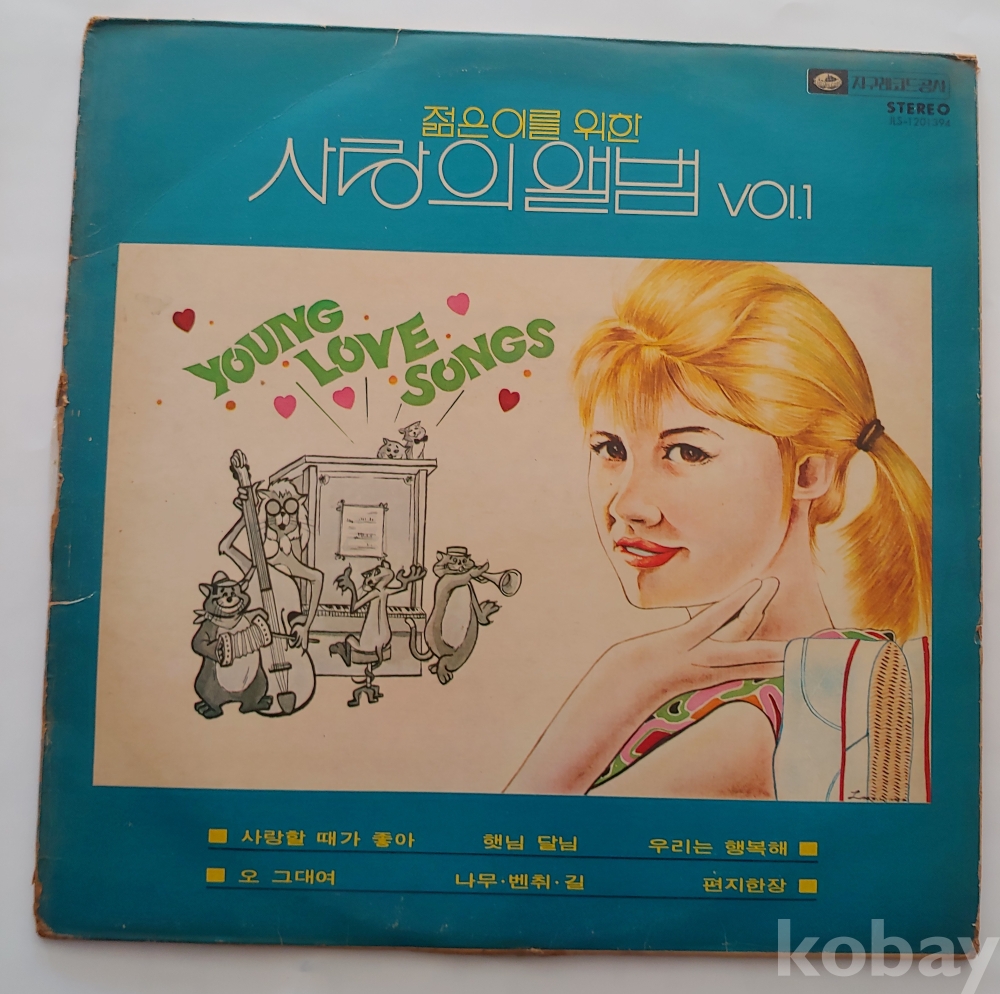 지구레코드공사
STEREO
JLS-1201394
젊은이를 위한
사랑의 앨범 VOl.1
YOUNG
LOVE
SONGS
사랑할 때가 좋아 햇님 달님 우리는 행복해
오 그대여 나무·벤취·길 편지한장
kobay